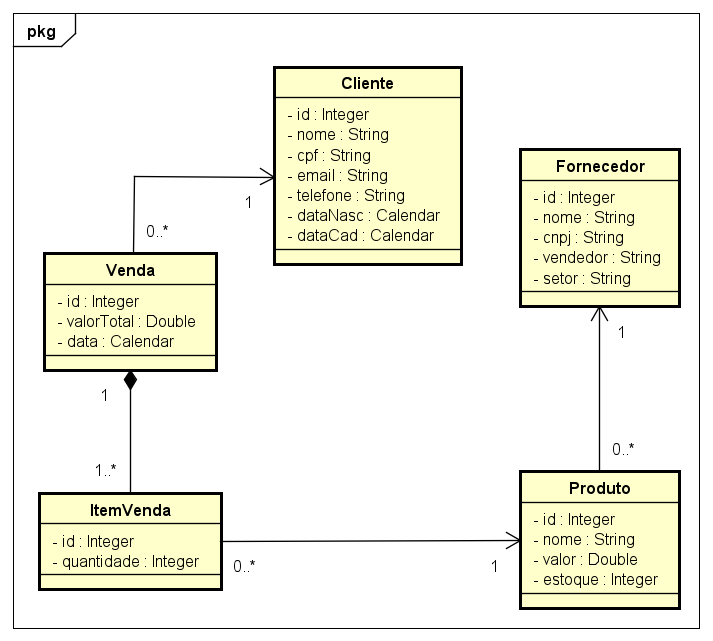 pkg
Cliente
- id : Integer
- nome : String
- cpf : String
- email : String
- telefone : String
- dataNasc : Calendar
- dataCad : Calendar
1
0..*
Fornecedor
- id : Integer
- nome : String
- cnpj : String
- vendedor : String
- setor : String
Venda
- id : Integer
- valorTotal : Double
- data : Calendar
1
1
0..*
1..*
ItemVenda
- id : Integer
- quantidade : Integer
0..*
1
Produto
- id : Integer
- nome : String
- valor : Double
- estoque : Integer